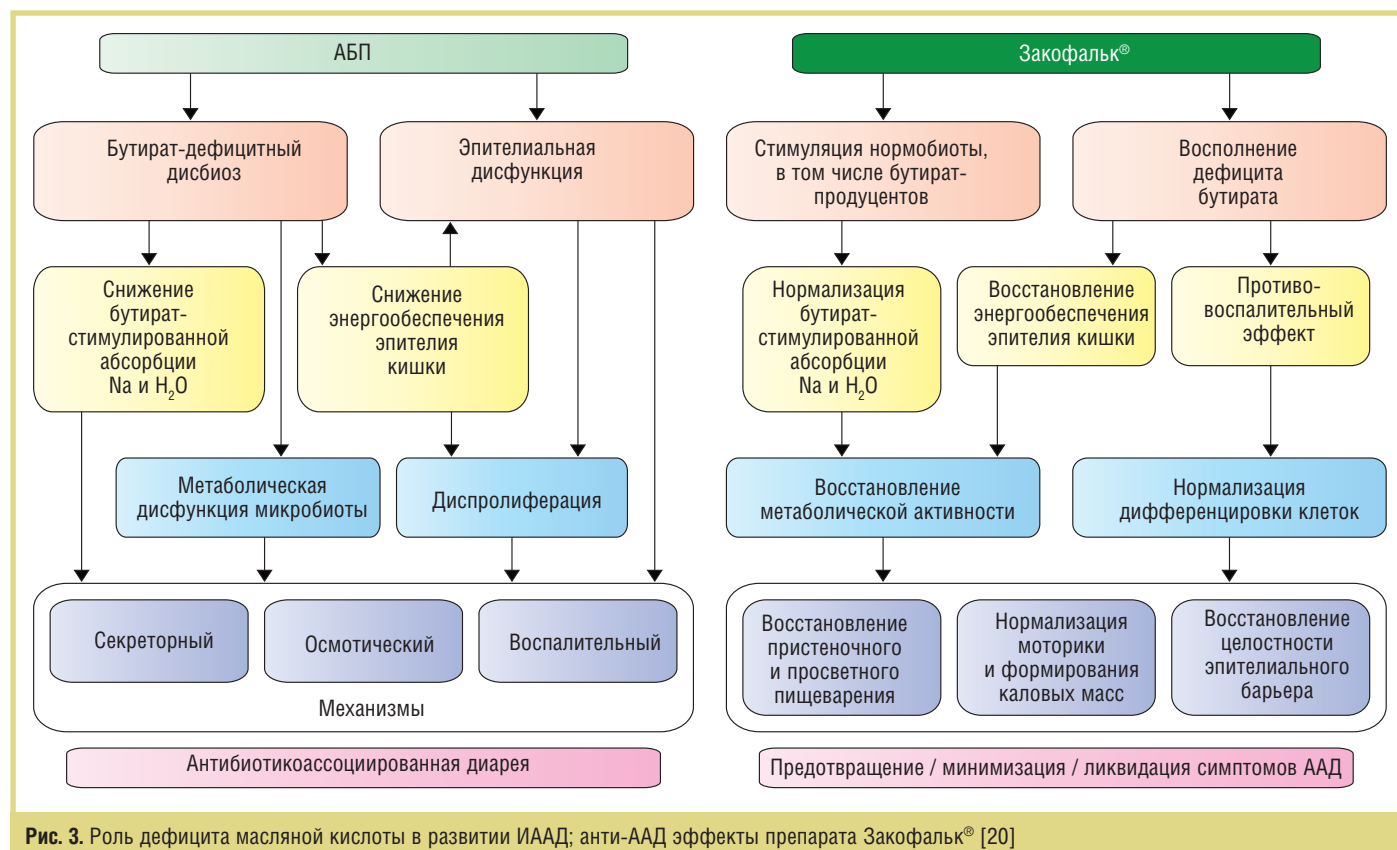 АБП
Бутират-дефицитный
дисбиоз
Эпителиальная
дисфункция
Снижение
бутират-
стимулированной
абсорбции
Na и H₂O
Снижение
энергообеспечения
эпителия
кишки
Метаболическая
дисфункция микробиоты
Диспролиферация
Секреторный
Осмотический
Воспалительный
Механизмы
Антибиотикоассоциированная диарея
Закофальк®
Стимуляция нормобиоты,
в том числе бутират-
продуцентов
Восполнение
дефицита
бутирата
Нормализация
бутират-
стимулированной
абсорбции
Na и H₂O
Восстановление
энергообеспечения
эпителия кишки
Противо-
воспалительный
эффект
Восстановление
метаболической активности
Нормализация
дифференцировки клеток
Восстановление
пристеночного
и просветного
пищеварения
Нормализация
моторики
и формирования
каловых масс
Восстановление
целостности
эпителиального
барьера
Предотвращение / минимизация / ликвидация симптомов ААД
Рис. 3. Роль дефицита масляной кислоты в развитии ИААД; анти-ААД эффекты препарата Закофальк® [20]